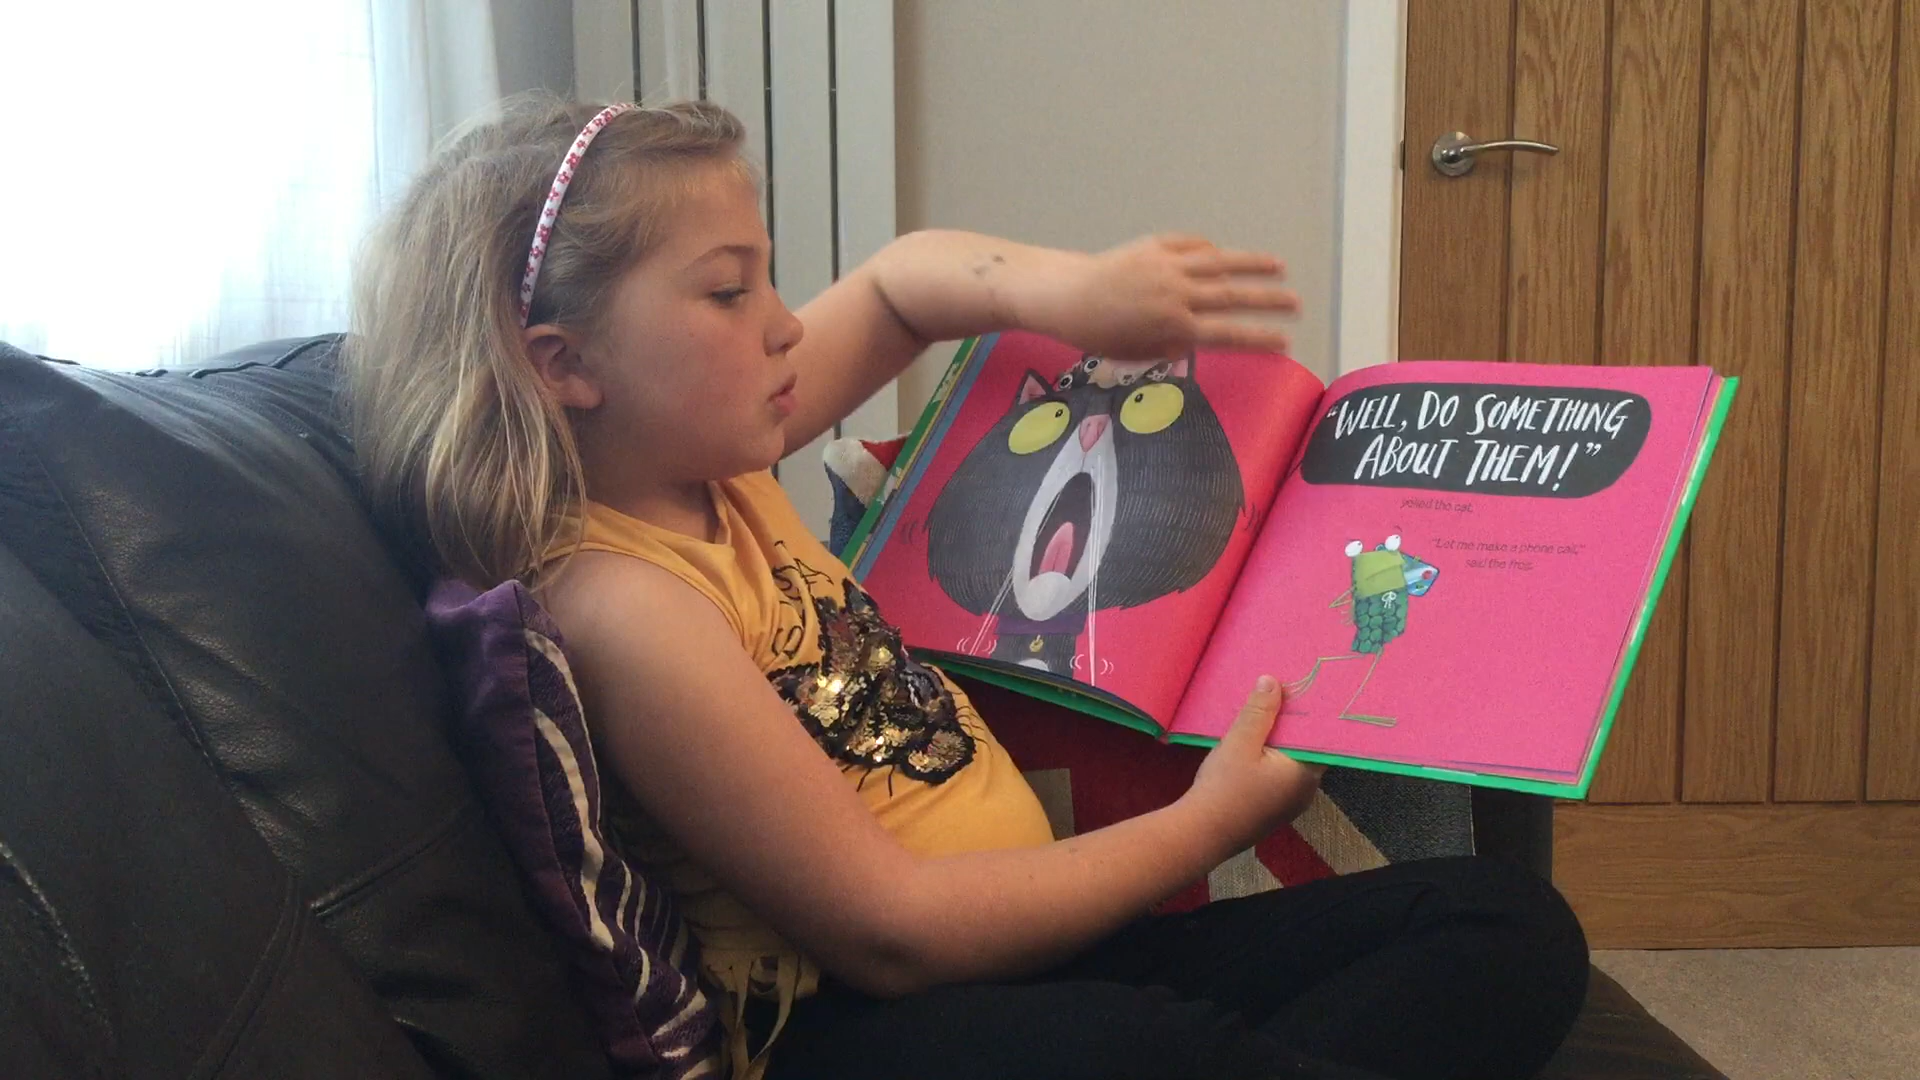 “WELL, DO SOMETHING
ABOUT THEM!”
yelled the cat.
“Let me make a phone call,”
said the frog.